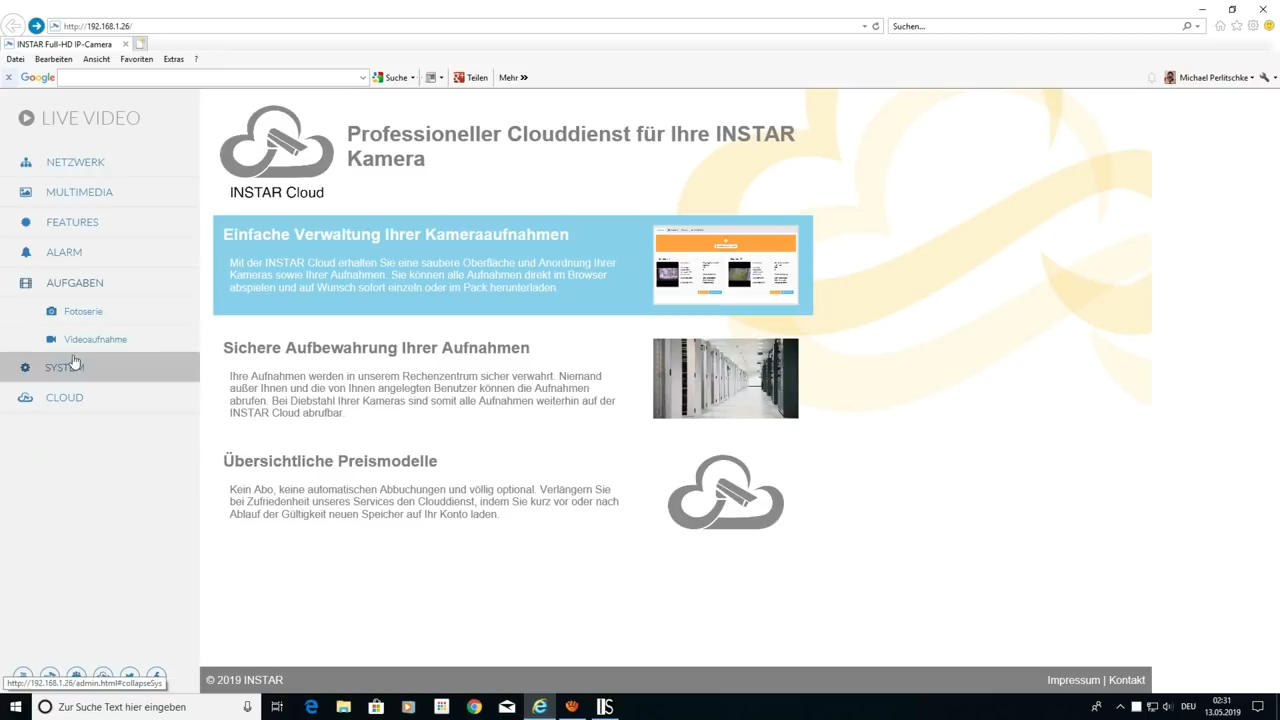 http://192.168.1.26/
Suchen...
INSTAR Full-HD IP-Camera
Datei Bearbeiten Ansicht Favoriten Extras ?
x Google Suche Teilen Mehr » Michael Perlitschke
LIVE VIDEO
NETZWERK
MULTIMEDIA
FEATURES
ALARM
AUFGABEN
Fotoserie
Videoaufnahme
SYSTEM
CLOUD
INSTAR Cloud
Professioneller Clouddienst für Ihre INSTAR
Kamera
Einfache Verwaltung Ihrer Kameraaufnahmen
Mit der INSTAR Cloud erhalten Sie eine saubere Oberfläche und Anordnung Ihrer
Kameras sowie Ihrer Aufnahmen. Sie können alle Aufnahmen direkt im Browser
abspielen und auf Wunsch sofort einzeln oder im Pack herunterladen.
Sichere Aufbewahrung Ihrer Aufnahmen
Ihre Aufnahmen werden in unserem Rechenzentrum sicher verwahrt. Niemand
außer Ihnen und die von Ihnen angelegten Benutzer können die Aufnahmen
abrufen. Bei Diebstahl Ihrer Kameras sind somit alle Aufnahmen weiterhin auf der
INSTAR Cloud abrufbar.
Übersichtliche Preismodelle
Kein Abo, keine automatischen Abbuchungen und völlig optional. Verlängern Sie
bei Zufriedenheit unseres Services den Clouddienst, indem Sie kurz vor oder nach
Ablauf der Gültigkeit neuen Speicher auf Ihr Konto laden.
http://192.168.1.26/admin.html#collapseSys
© 2019 INSTAR
Impressum | Kontakt
Zur Suche Text hier eingeben
DEU
02:31
13.05.2019